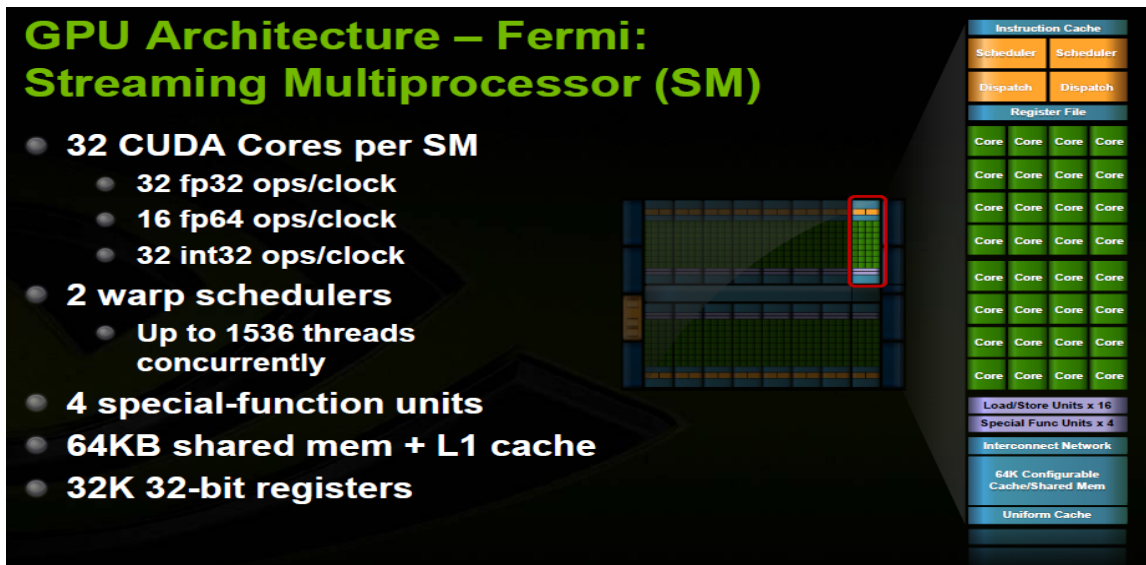 GPU Architecture – Fermi:
Streaming Multiprocessor (SM)
32 CUDA Cores per SM
32 fp32 ops/clock
16 fp64 ops/clock
32 int32 ops/clock
2 warp schedulers
Up to 1536 threads
concurrently
4 special-function units
64KB shared mem + L1 cache
32K 32-bit registers
Instruction Cache
Scheduler Scheduler
Dispatch Dispatch
Register File
Core Core Core Core
Core Core Core Core
Core Core Core Core
Core Core Core Core
Core Core Core Core
Core Core Core Core
Core Core Core Core
Core Core Core Core
Load/Store Units x 16
Special Func Units x 4
Interconnect Network
64K Configurable
Cache/Shared Mem
Uniform Cache